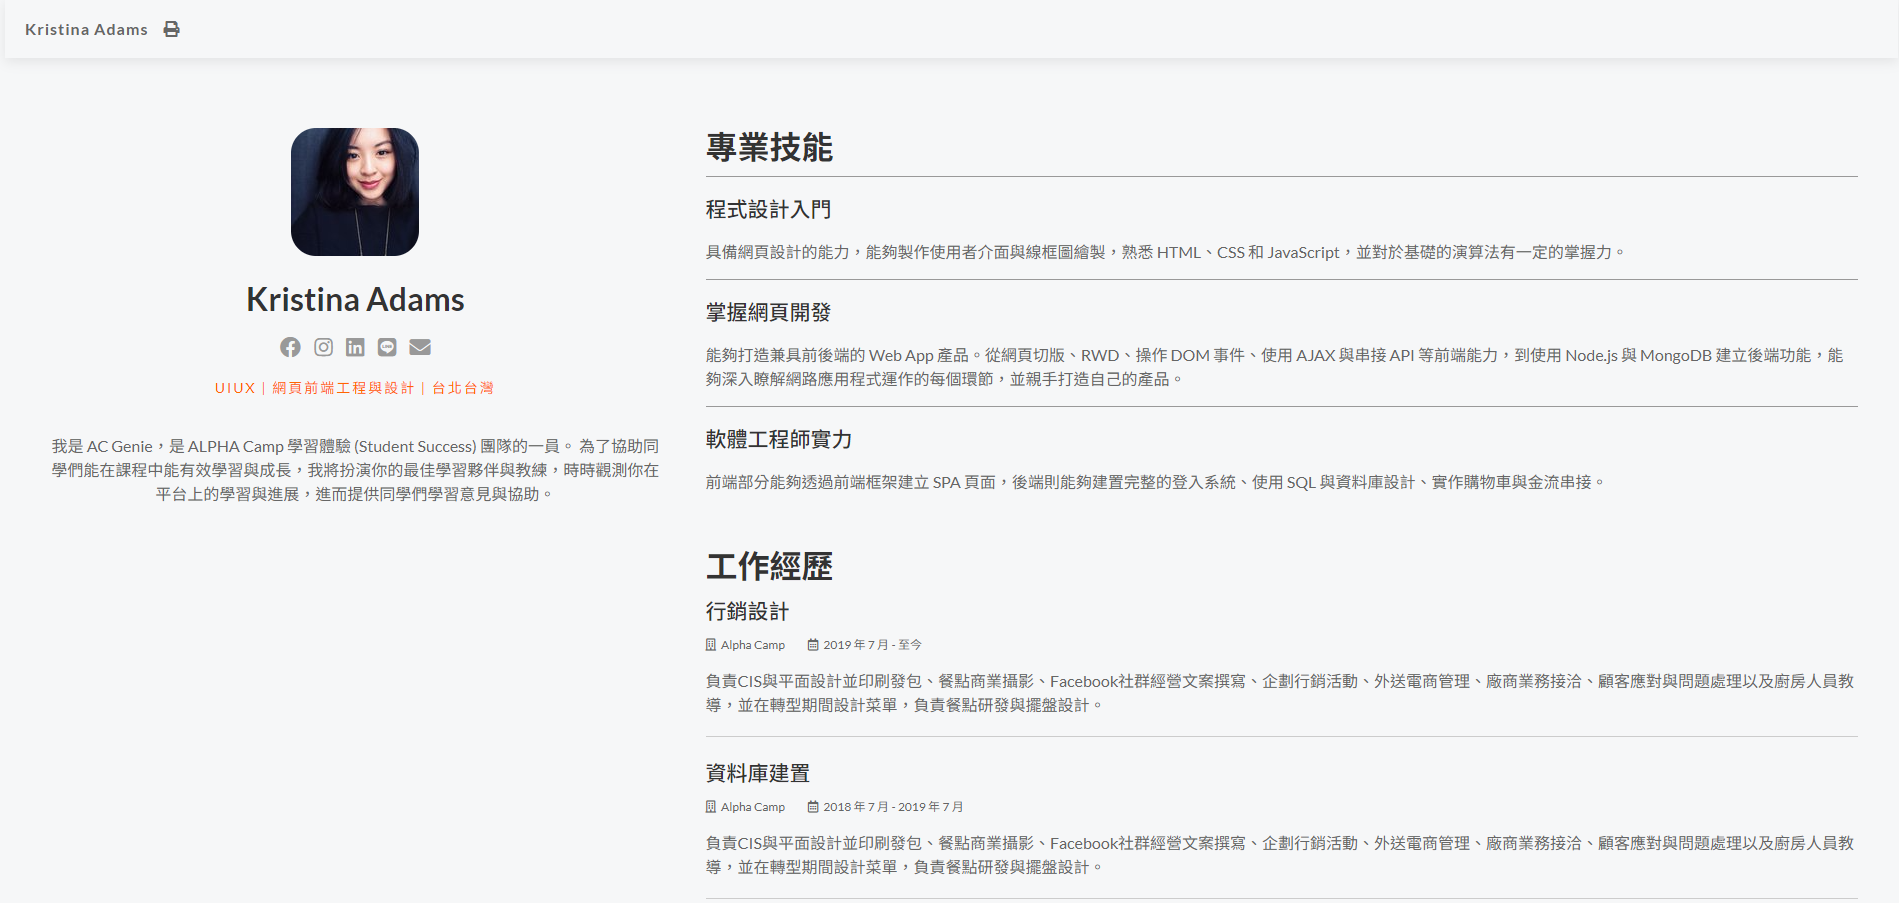 Kristina Adams
Kristina Adams
UIUX | 網頁前端工程與設計 | 台北台灣
我是 AC Genie，是 ALPHA Camp 學習體驗 (Student Success) 團隊的一員。 為了協助同
學們能在課程中能有效學習與成長，我將扮演你的最佳學習夥伴與教練，時時觀測你在
平台上的學習與進展，進而提供同學們學習意見與協助。
專業技能
程式設計入門
具備網頁設計的能力，能夠製作使用者介面與線框圖繪製，熟悉 HTML、CSS 和 JavaScript，並對於基礎的演算法有一定的掌握力。
掌握網頁開發
能夠打造兼具前後端的 Web App 產品。從網頁切版、RWD、操作 DOM 事件、使用 AJAX 與串接 API 等前端能力，到使用 Node.js 與 MongoDB 建立後端功能，能
夠深入瞭解網路應用程式運作的每個環節，並親手打造自己的產品。
軟體工程師實力
前端部分能夠透過前端框架建立 SPA 頁面，後端則能夠建置完整的登入系統、使用 SQL 與資料庫設計、實作購物車與金流串接。
工作經歷
行銷設計
Alpha Camp 2019 年 7 月 - 至今
負責CIS與平面設計並印刷發包、餐點商業攝影、Facebook社群經營文案撰寫、企劃行銷活動、外送電商管理、廠商業務接洽、顧客應對與問題處理以及廚房人員教
導，並在轉型期間設計菜單，負責餐點研發與擺盤設計。
資料庫建置
Alpha Camp 2018 年 7 月 - 2019 年 7 月
負責CIS與平面設計並印刷發包、餐點商業攝影、Facebook社群經營文案撰寫、企劃行銷活動、外送電商管理、廠商業務接洽、顧客應對與問題處理以及廚房人員教
導，並在轉型期間設計菜單，負責餐點研發與擺盤設計。